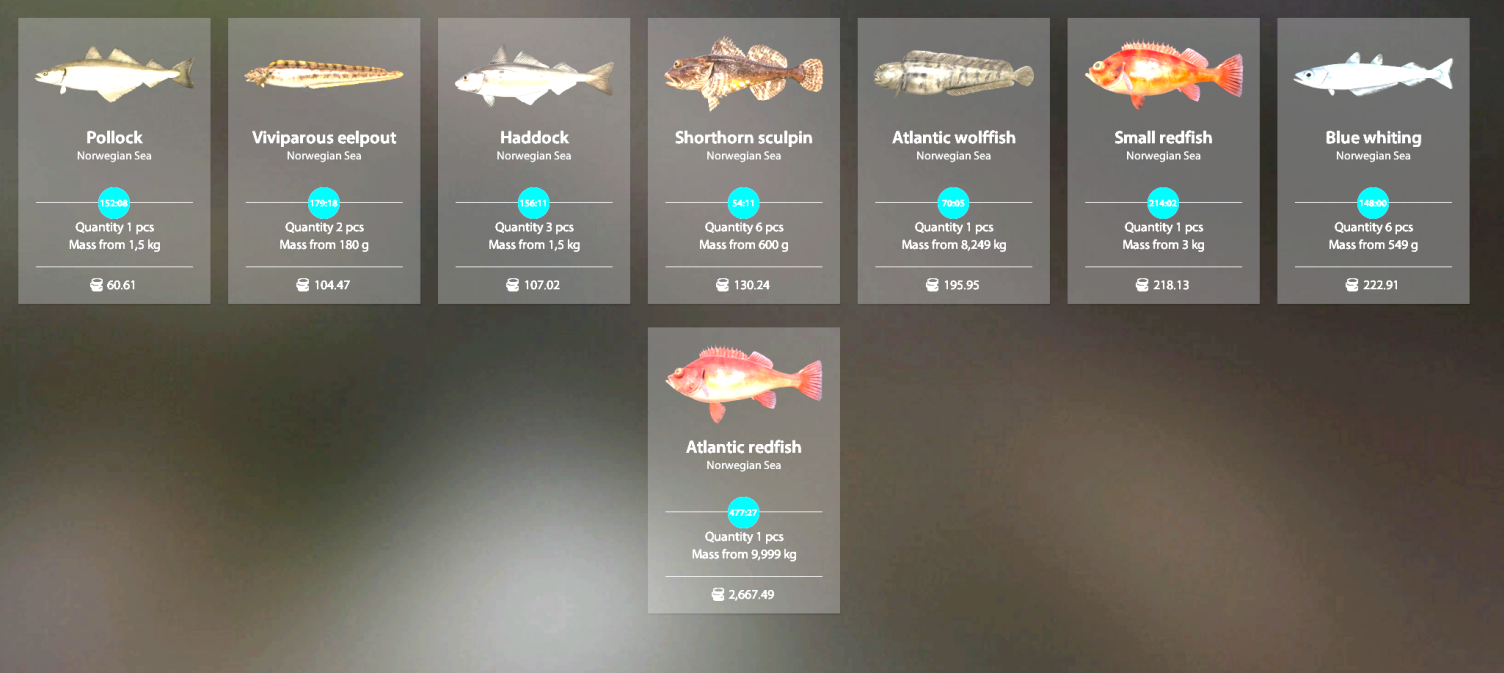 Pollock
Norwegian Sea
152:08
Quantity 1 pcs
Mass from 1,5 kg
60.61
Viviparous eelpout
Norwegian Sea
179:18
Quantity 2 pcs
Mass from 180 g
104.47
Haddock
Norwegian Sea
156:11
Quantity 3 pcs
Mass from 1,5 kg
107.02
Shorthorn sculpin
Norwegian Sea
54:11
Quantity 6 pcs
Mass from 600 g
130.24
Atlantic wolffish
Norwegian Sea
70:05
Quantity 1 pcs
Mass from 8,249 kg
195.95
Small redfish
Norwegian Sea
214:02
Quantity 1 pcs
Mass from 3 kg
218.13
Blue whiting
Norwegian Sea
148:00
Quantity 6 pcs
Mass from 549 g
222.91
Atlantic redfish
Norwegian Sea
477:27
Quantity 1 pcs
Mass from 9,999 kg
2,667.49